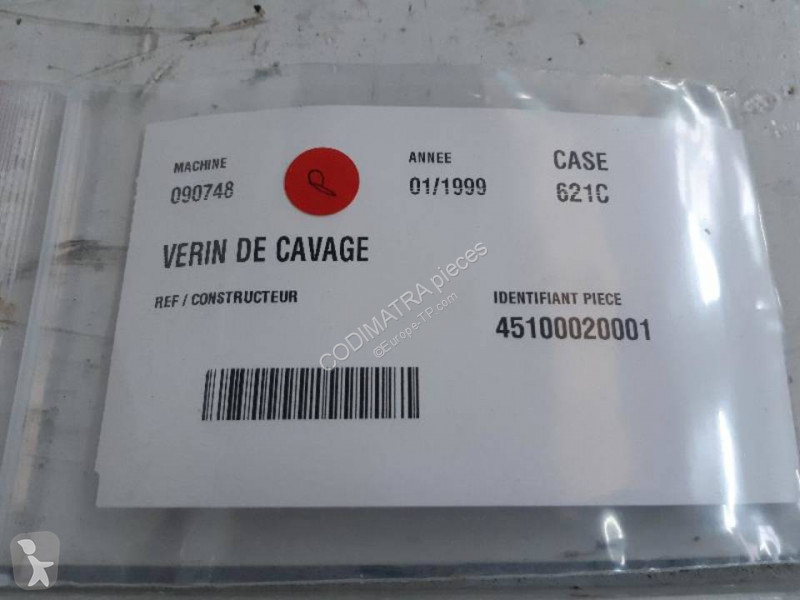 MACHINE
090748
ANNEE
01/1999
CASE
621C
VERIN DE CAVAGE
REF / CONSTRUCTEUR
IDENTIFIANT PIECE
45100020001
CODIMATRA pieces
©Europe-TP.com